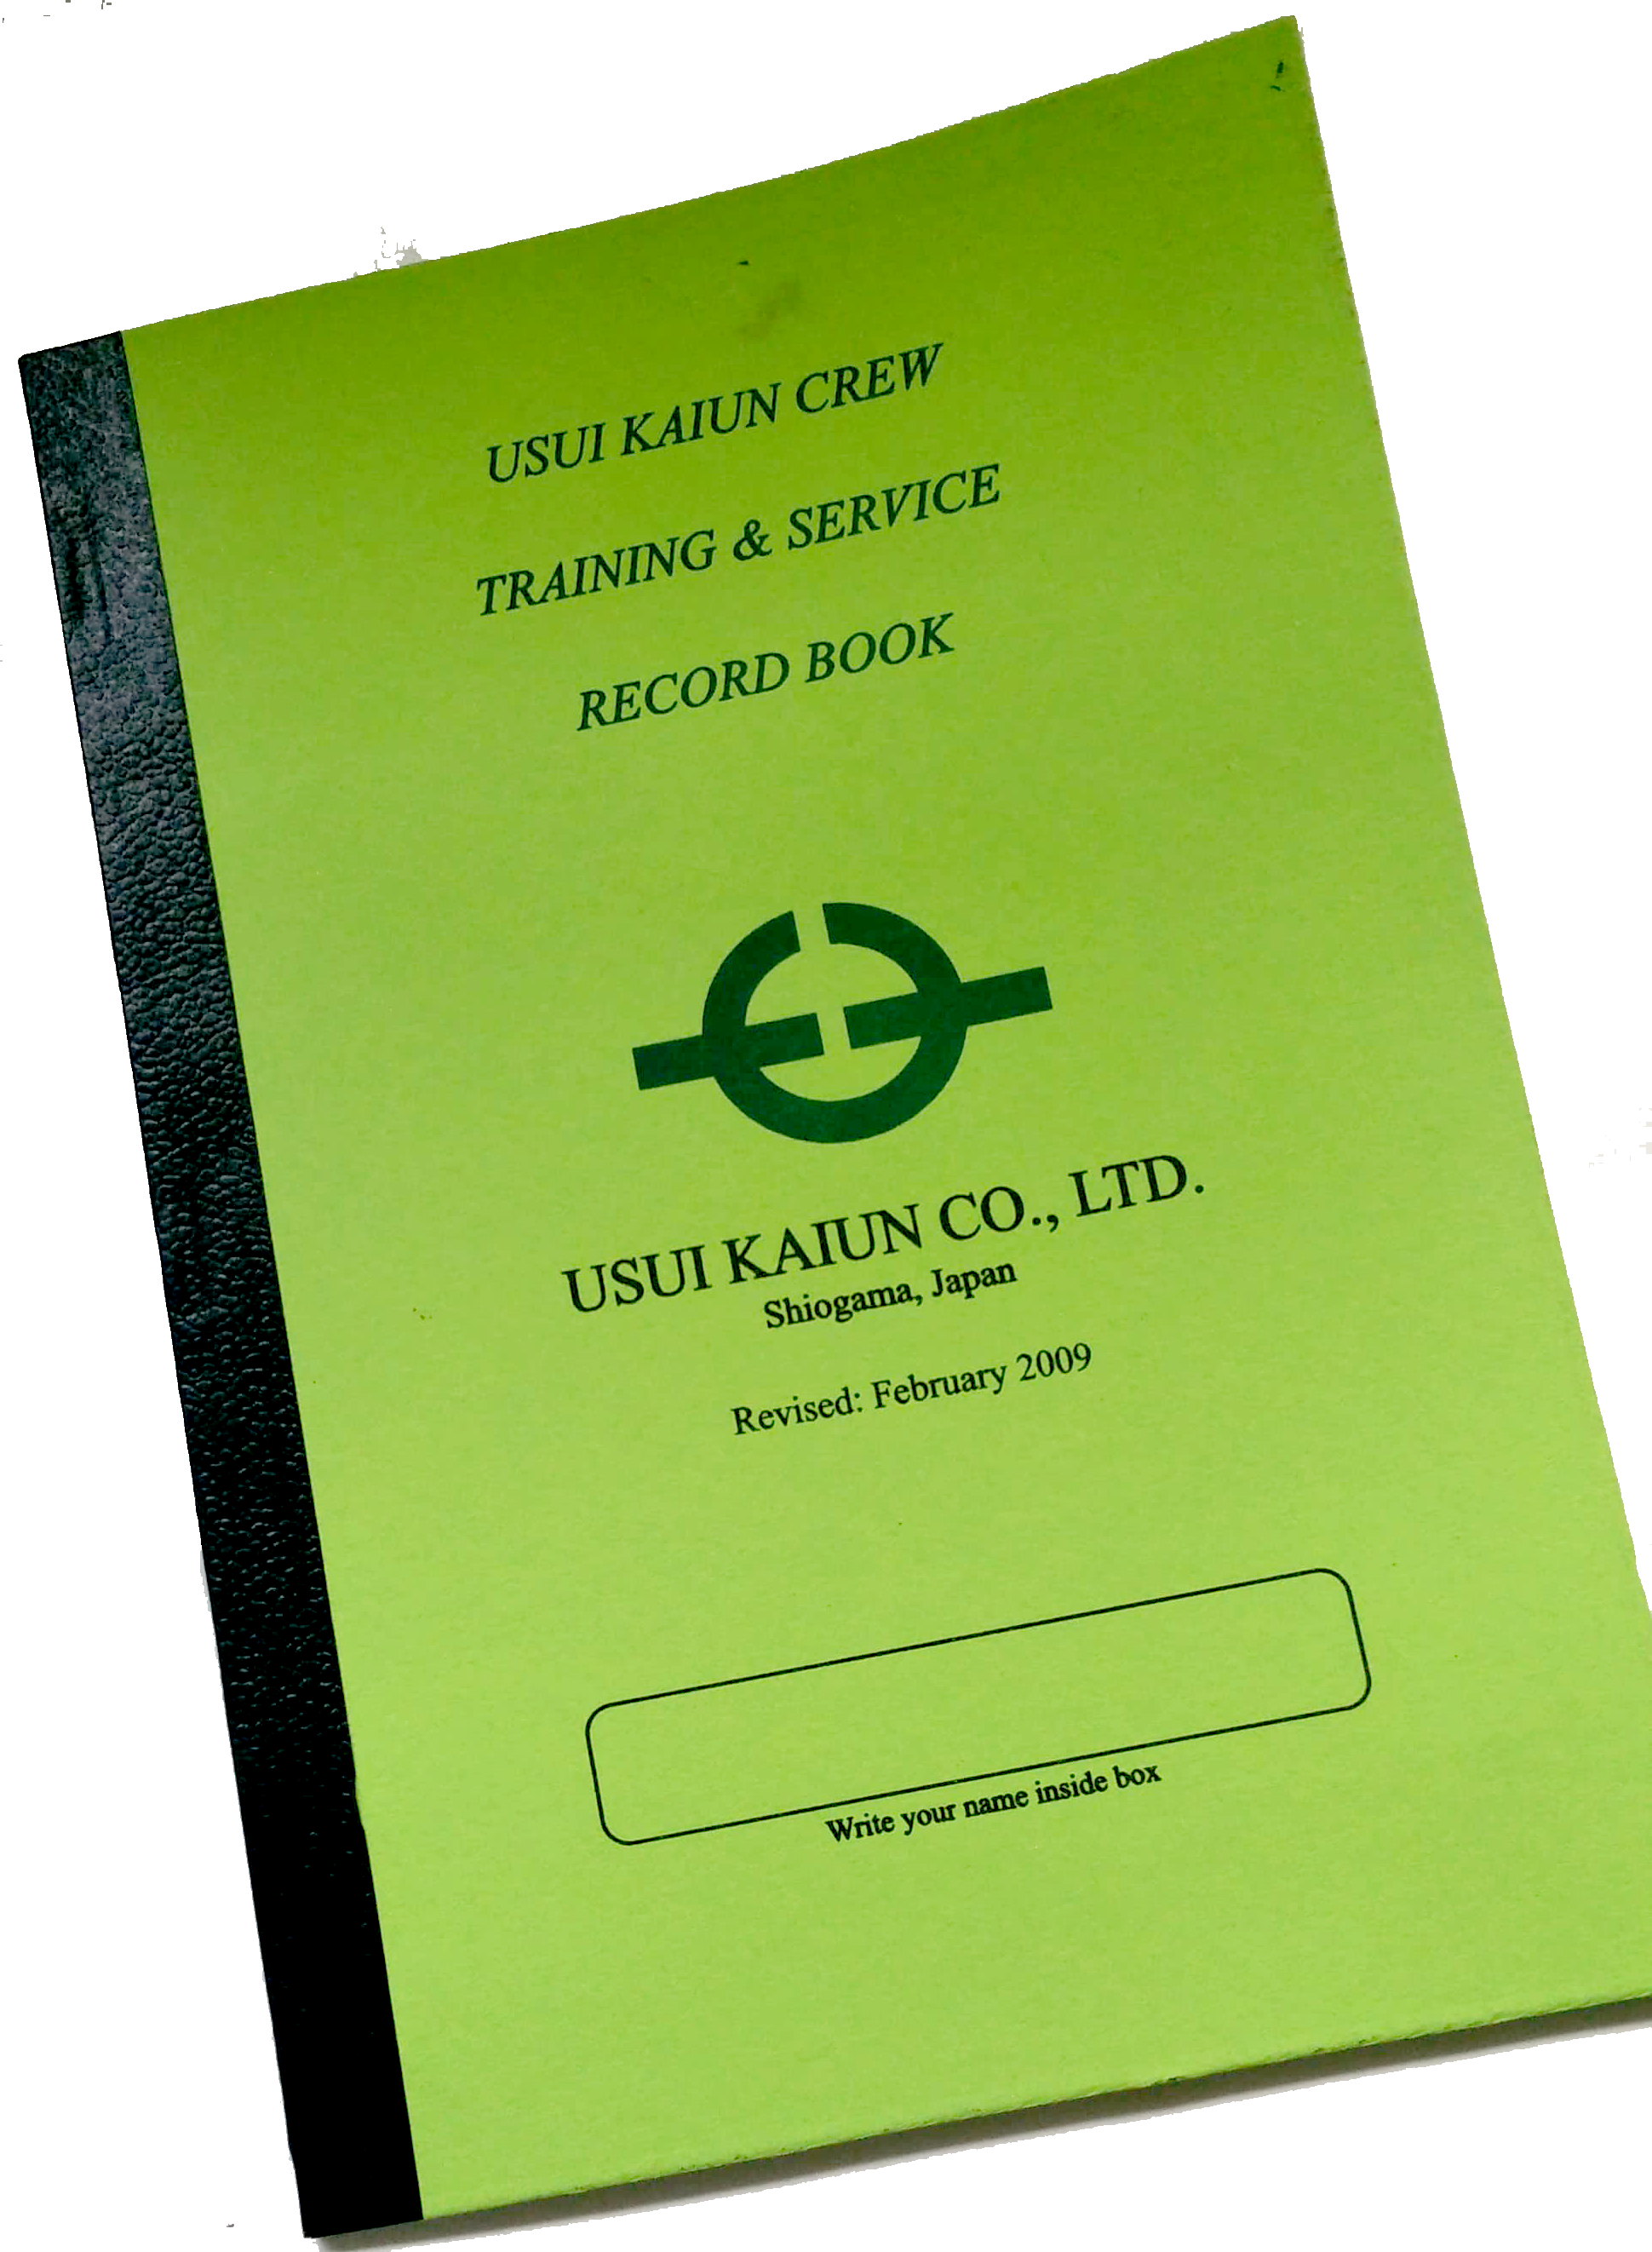 USUI KAIUN CREW
TRAINING & SERVICE
RECORD BOOK
USUI KAIUN CO., LTD.
Shiogama, Japan
Revised: February 2009
Write your name inside box